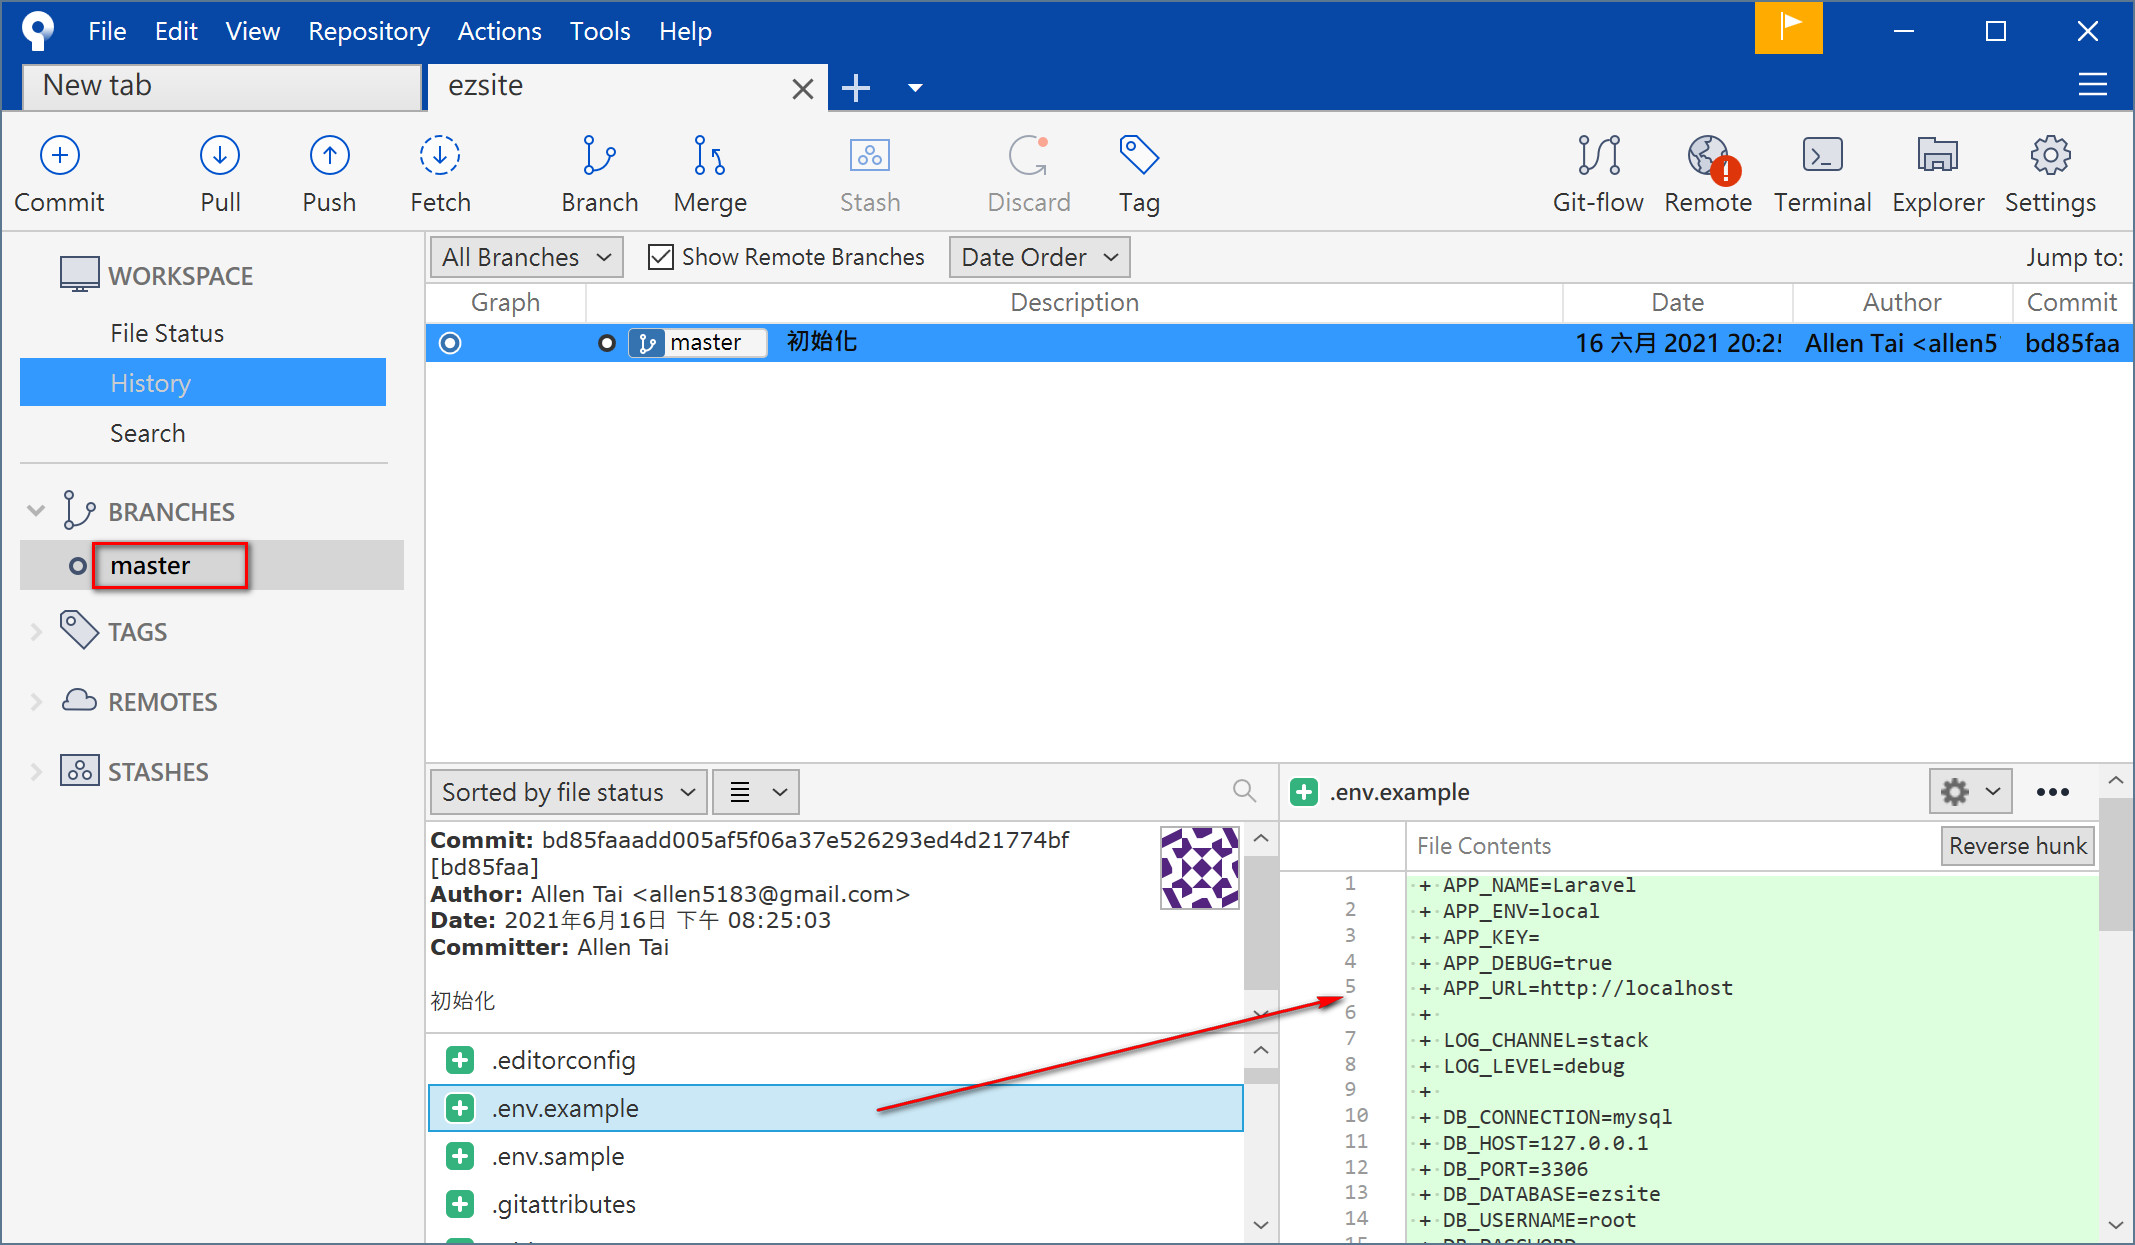 File Edit View Repository Actions Tools Help
New tab
ezsite
Commit Pull Push Fetch Branch Merge Stash Discard Tag Git-flow Remote Terminal Explorer Settings
WORKSPACE
File Status
History
Search
BRANCHES
master
TAGS
REMOTES
STASHES
All Branches Show Remote Branches Date Order Jump to:
Graph Description Date Author Commit
master 初始化 16 六月 2021 20:25 Allen Tai <allen5 bd85faa
Sorted by file status
Commit: bd85faaadd005af5f06a37e526293ed4d21774bf
[bd85faa]
Author: Allen Tai <allen5183@gmail.com>
Date: 2021年6月16日 下午 08:25:03
Committer: Allen Tai
初始化
.editorconfig
.env.example
.env.sample
.gitattributes
.env.example
File Contents Reverse hunk
1 + APP_NAME=Laravel
2 + APP_ENV=local
3 + APP_KEY=
4 + APP_DEBUG=true
5 + APP_URL=http://localhost
6 +
7 + LOG_CHANNEL=stack
8 + LOG_LEVEL=debug
9 +
10 + DB_CONNECTION=mysql
11 + DB_HOST=127.0.0.1
12 + DB_PORT=3306
13 + DB_DATABASE=ezsite
14 + DB_USERNAME=root
15 + DB_PASSWORD=